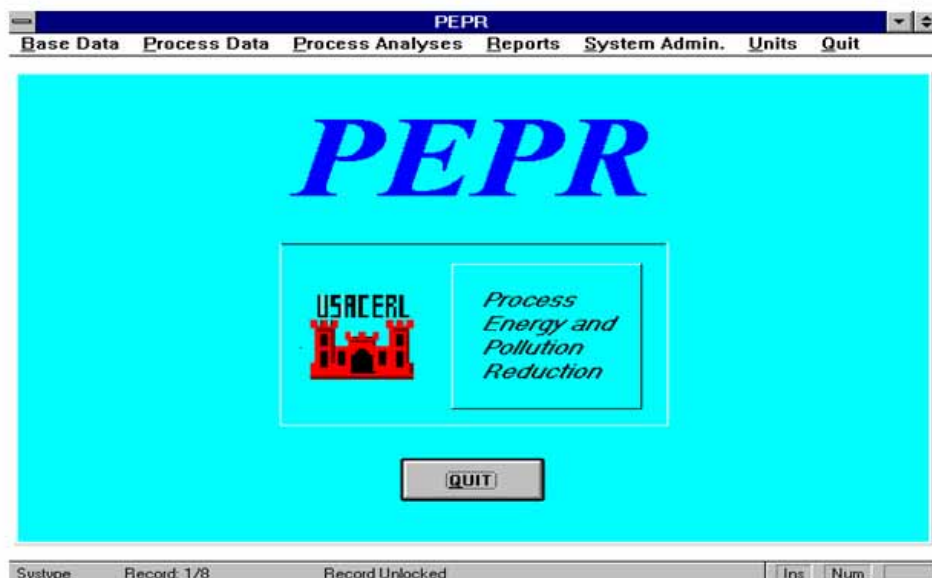 PEPR
Base Data Process Data Process Analyses Reports System Admin. Units Quit
PEPR
USACERL
Process
Energy and
Pollution
Reduction
QUIT
Systype Record: 1/8 Record Unlocked Ins Num